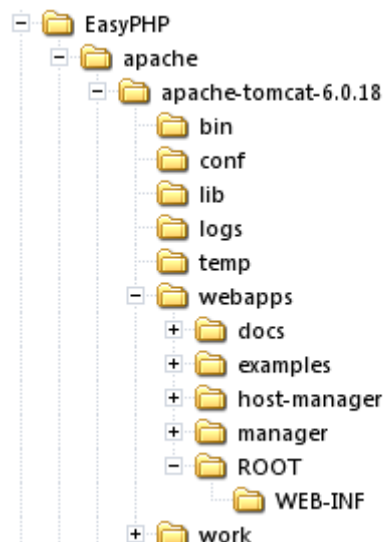 EasyPHP
apache
apache-tomcat-6.0.18
bin
conf
lib
logs
temp
webapps
docs
examples
host-manager
manager
ROOT
WEB-INF
work